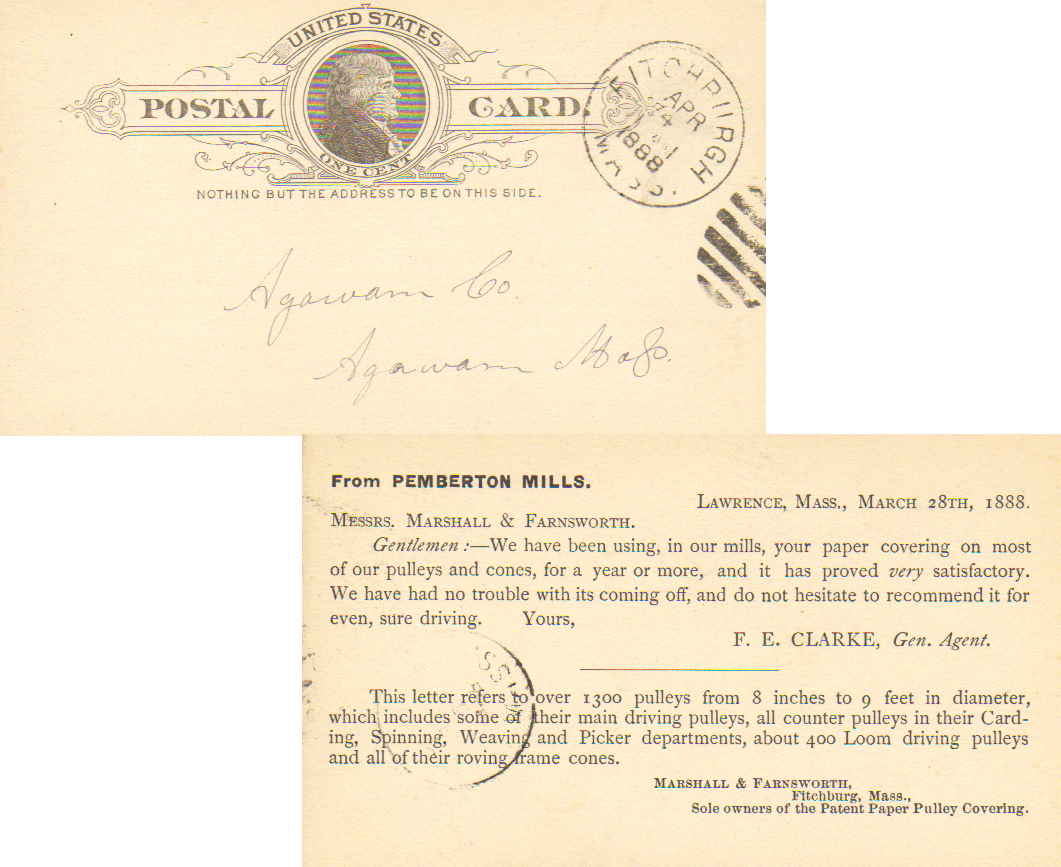 UNITED STATES
POSTAL CARD.
ONE CENT
NOTHING BUT THE ADDRESS TO BE ON THIS SIDE.
FITCHBURGH
APR
1888
MASS.
Agawam Co.
Agawam Mass.
From PEMBERTON MILLS.
LAWRENCE, MASS., MARCH 28TH, 1888.
MESSRS. MARSHALL & FARNSWORTH.
Gentlemen:—We have been using, in our mills, your paper covering on most
of our pulleys and cones, for a year or more, and it has proved very satisfactory.
We have had no trouble with its coming off, and do not hesitate to recommend it for
even, sure driving. Yours,
F. E. CLARKE, Gen. Agent.
This letter refers to over 1300 pulleys from 8 inches to 9 feet in diameter,
which includes some of their main driving pulleys, all counter pulleys in their Card-
ing, Spinning, Weaving and Picker departments, about 400 Loom driving pulleys
and all of their roving frame cones.
MARSHALL & FARNSWORTH,
Fitchburg, Mass.,
Sole owners of the Patent Paper Pulley Covering.